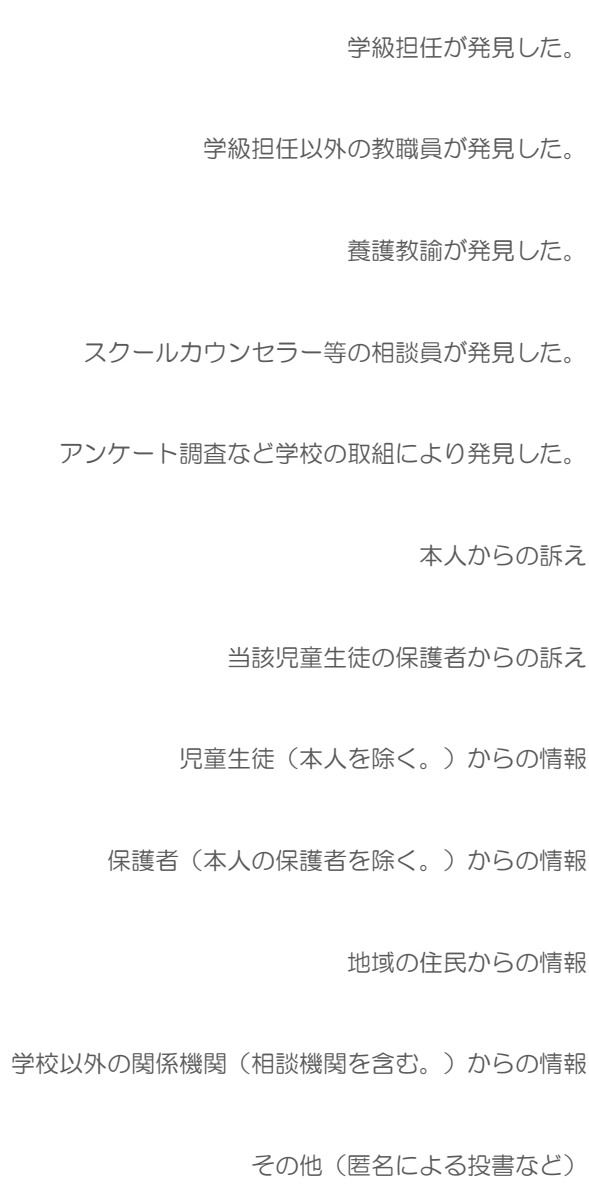 学級担任が発見した。
学級担任以外の教職員が発見した。
養護教諭が発見した。
スクールカウンセラー等の相談員が発見した。
アンケート調査など学校の取組により発見した。
本人からの訴え
当該児童生徒の保護者からの訴え
児童生徒（本人を除く。）からの情報
保護者（本人の保護者を除く。）からの情報
地域の住民からの情報
学校以外の関係機関（相談機関を含む。）からの情報
その他（匿名による投書など）